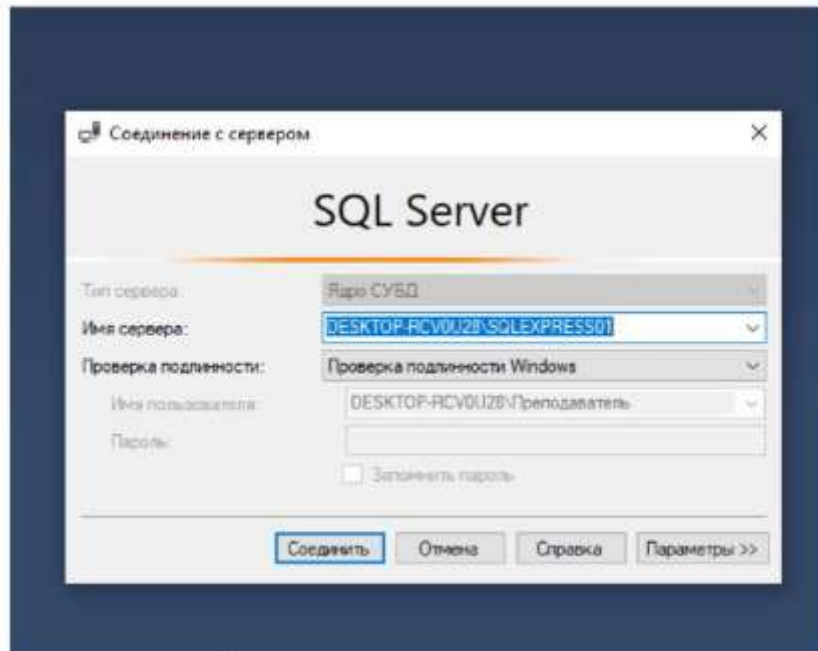 Соединение с сервером
SQL Server
Тип сервера: Ядро СУБД
Имя сервера: DESKTOP-RCV0U28\SQLEXPRESS01
Проверка подлинности: Проверка подлинности Windows
Имя пользователя: DESKTOP-RCV0U28\Преподаватель
Пароль:
Запомнить пароль
Соединить Отмена Справка Параметры >>